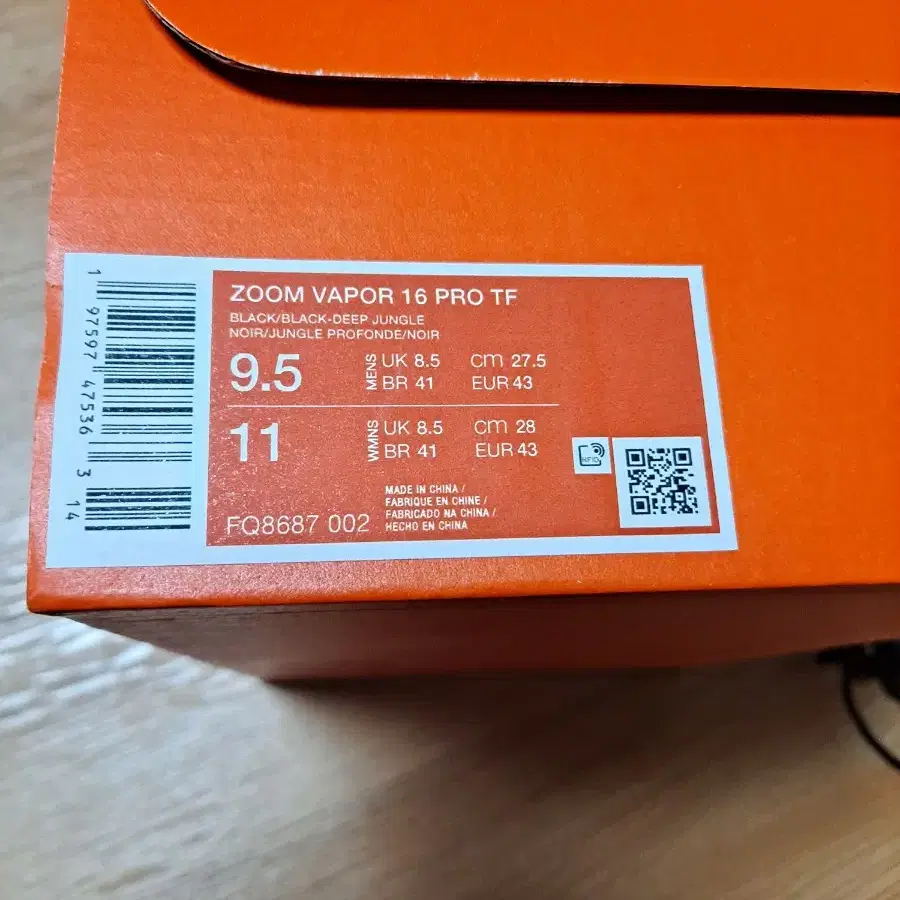 ZOOM VAPOR 16 PRO TF
BLACK/BLACK-DEEP JUNGLE
NOIR/JUNGLE PROFONDE/NOIR
9.5 MENS UK 8.5 cm 27.5
BR 41 EUR 43
11 WMNS UK 8.5 cm 28
BR 41 EUR 43
FQ8687 002
MADE IN CHINA /
FABRIQUE EN CHINE /
FABRICADO NA CHINA /
HECHO EN CHINA
1 97597 47536 3 14